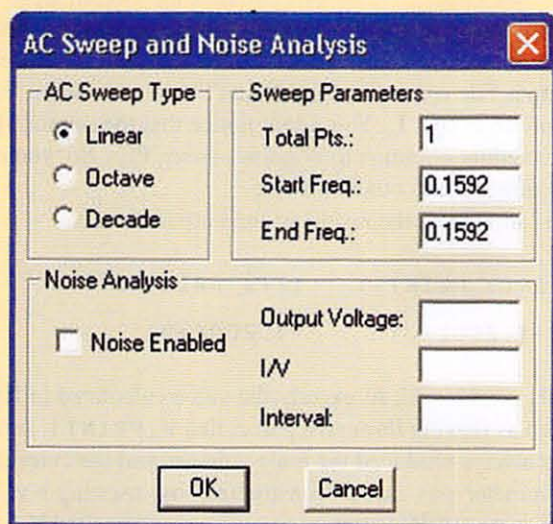 AC Sweep and Noise Analysis
AC Sweep Type
Linear
Octave
Decade
Sweep Parameters
Total Pts.: 1
Start Freq.: 0.1592
End Freq.: 0.1592
Noise Analysis
Noise Enabled
Output Voltage:
I/V
Interval:
OK
Cancel